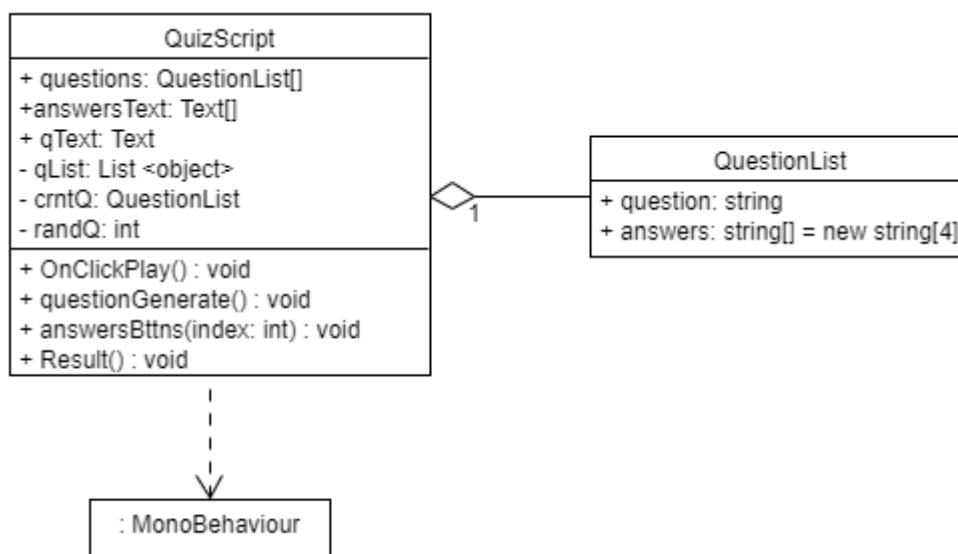 QuizScript
+ questions: QuestionList[]
+answersText: Text[]
+ qText: Text
- qList: List <object>
- crntQ: QuestionList
- randQ: int
+ OnClickPlay() : void
+ questionGenerate() : void
+ answersBttns(index: int) : void
+ Result() : void
1
QuestionList
+ question: string
+ answers: string[] = new string[4]
: MonoBehaviour